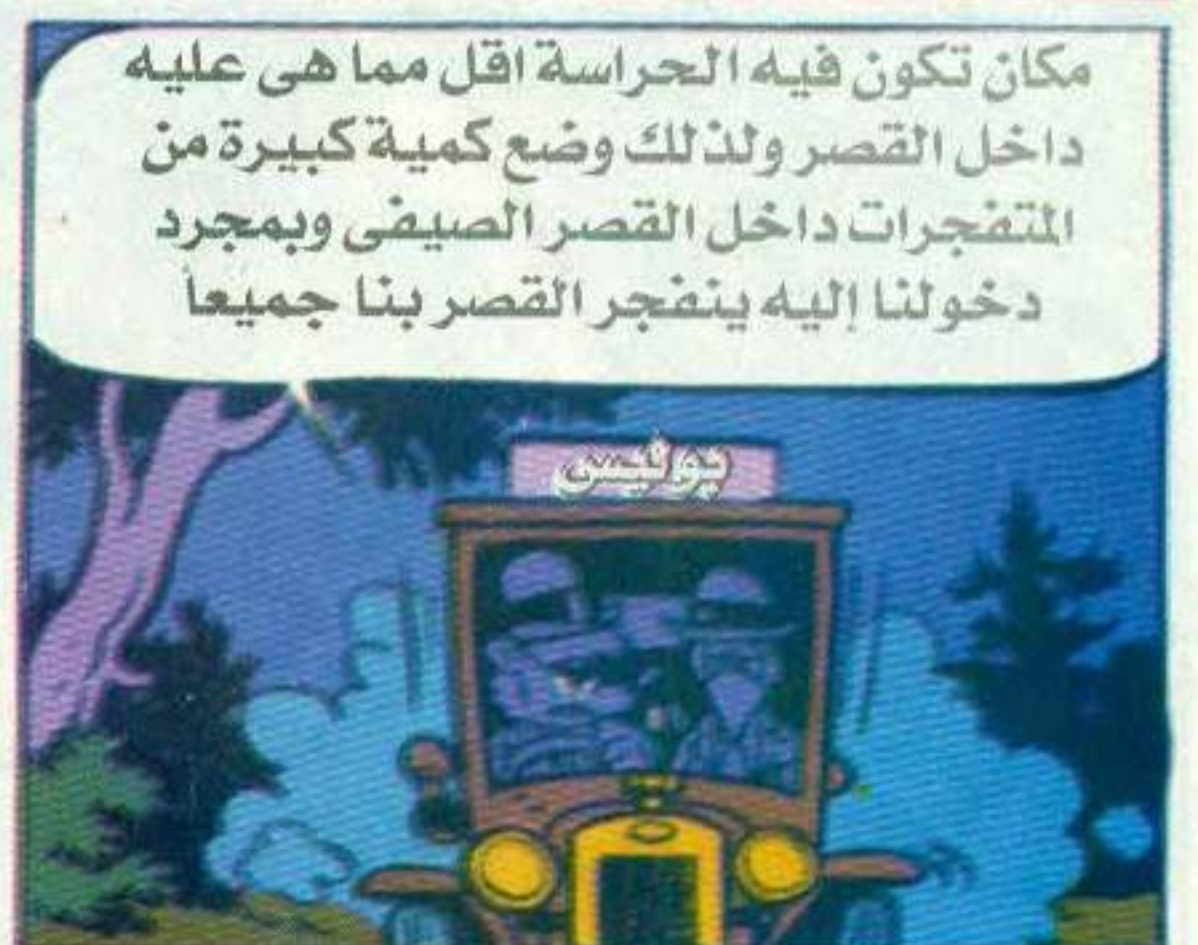 مكان تكون فيه الحراسة اقل مما هى عليه
داخل القصر ولذلك وضع كمية كبيرة من
المتفجرات داخل القصر الصيفى وبمجرد
دخولنا إليه ينفجر القصر بنا جميعاً
بوليس